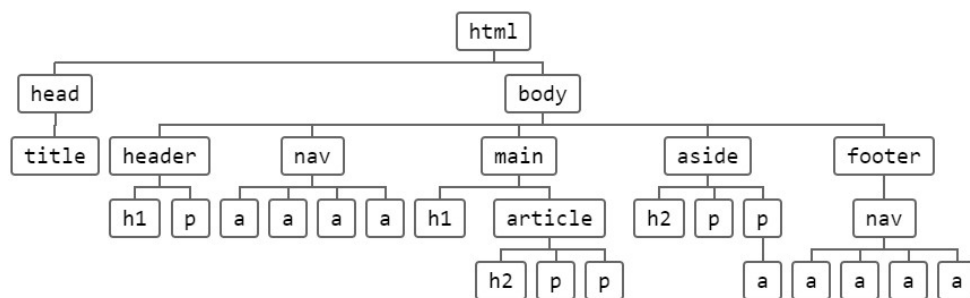 html
head body
title header nav main aside footer
h1 p a a a a h1 article h2 p p nav
h2 p p a a a a a